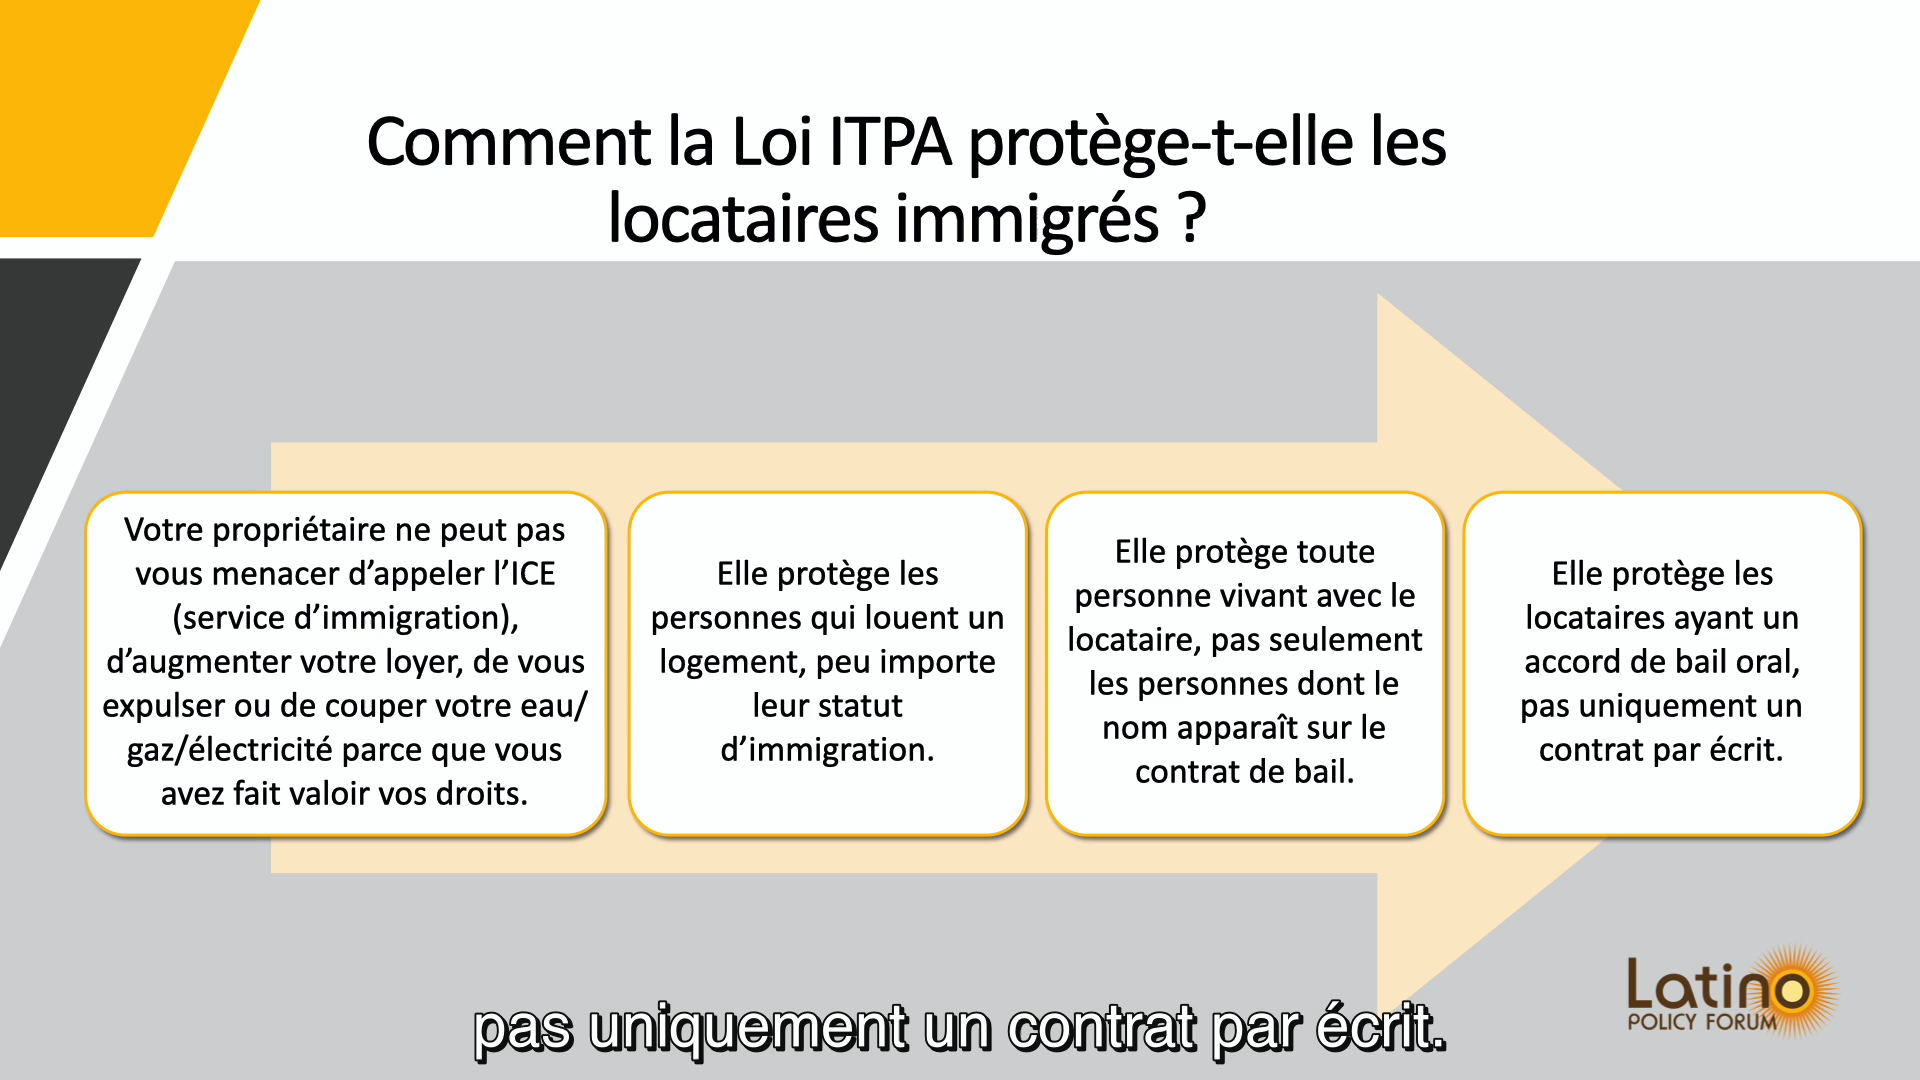 Comment la Loi ITPA protège-t-elle les
locataires immigrés ?
Votre propriétaire ne peut pas
vous menacer d’appeler l’ICE
(service d’immigration),
d’augmenter votre loyer, de vous
expulser ou de couper votre eau/
gaz/électricité parce que vous
avez fait valoir vos droits.
Elle protège les
personnes qui louent un
logement, peu importe
leur statut
d’immigration.
Elle protège toute
personne vivant avec le
locataire, pas seulement
les personnes dont le
nom apparaît sur le
contrat de bail.
Elle protège les
locataires ayant un
accord de bail oral,
pas uniquement un
contrat par écrit.
Latino
POLICY FORUM
pas uniquement un contrat par écrit.